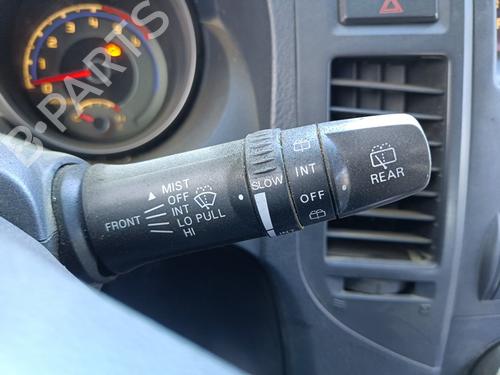 B-PARTS
MIST
OFF
INT
LO PULL
HI
FRONT
SLOW
INT
OFF
REAR